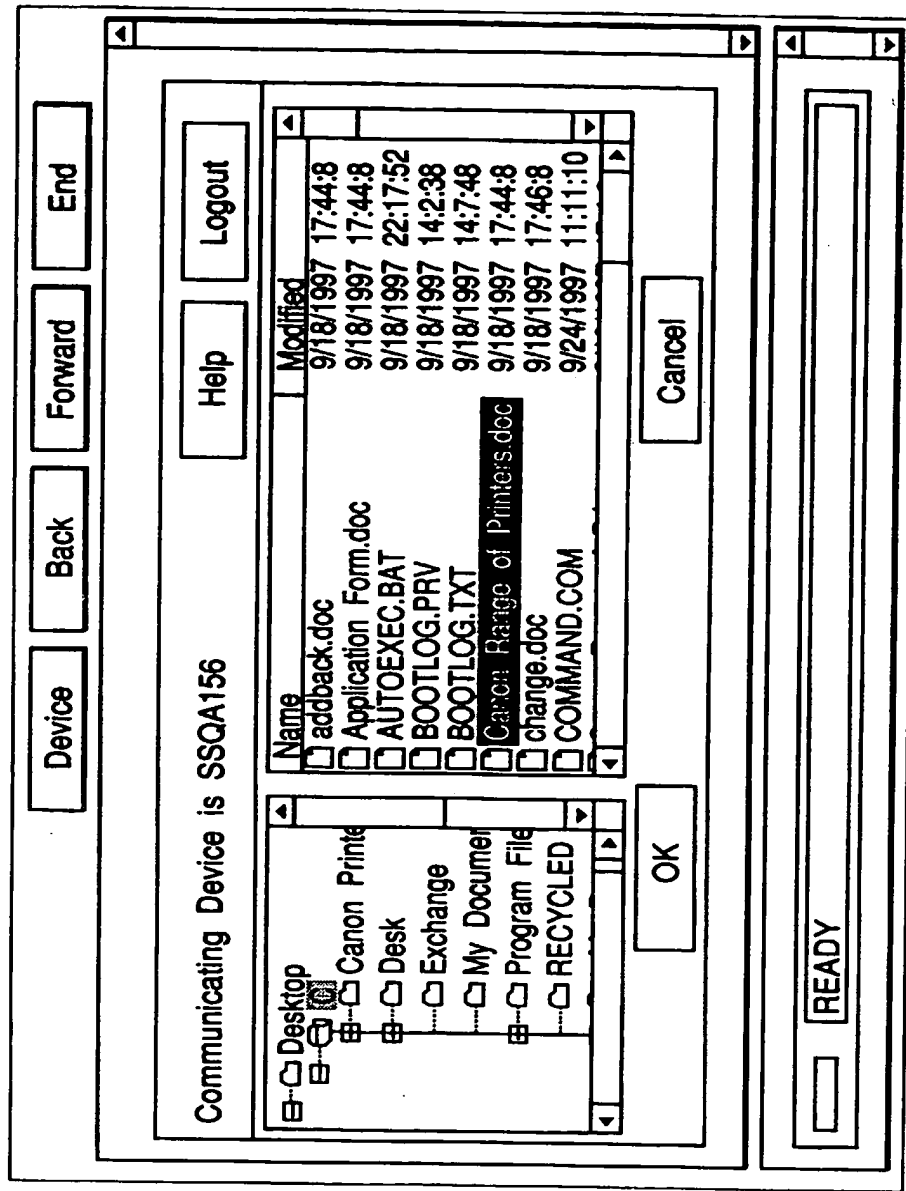 Device Back Forward End
Communicating Device is SSQA156
Help Logout
Desktop
Canon Printe
Desk
Exchange
My Documen
Program File
RECYCLED
Name Modified
addback.doc 9/18/1997 17:44:8
Application Form.doc 9/18/1997 17:44:8
AUTOEXEC.BAT 9/18/1997 22:17:52
BOOTLOG.PRV 9/18/1997 14:2:38
BOOTLOG.TXT 9/18/1997 14:7:48
Canon Range of Printers.doc 9/18/1997 17:44:8
change.doc 9/18/1997 17:46:8
COMMAND.COM 9/24/1997 11:11:10
OK Cancel
READY